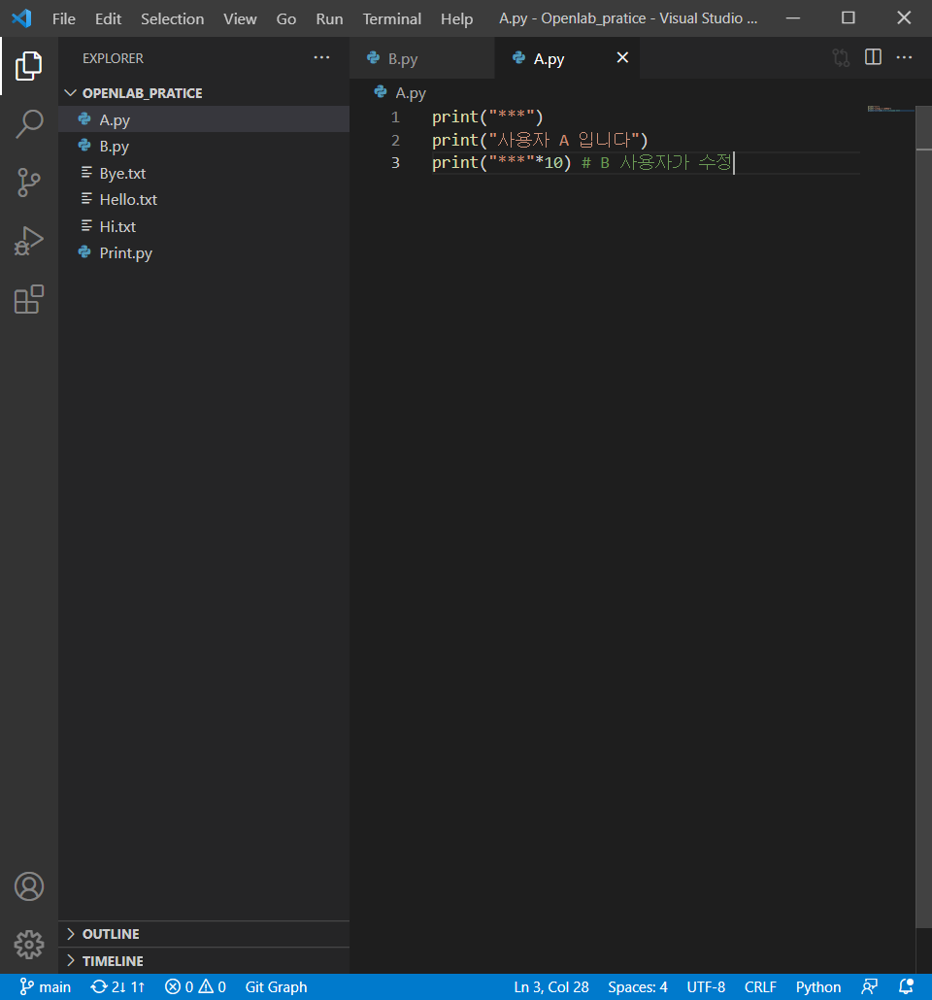 File Edit Selection View Go Run Terminal Help A.py - Openlab_pratice - Visual Studio ...
EXPLORER
OPENLAB_PRATICE
A.py
B.py
Bye.txt
Hello.txt
Hi.txt
Print.py
OUTLINE
TIMELINE
B.py A.py
A.py
1 print("***")
2 print("사용자 A 입니다")
3 print("***"*10) # B 사용자가 수정
main 2↓ 1↑ 0 0 Git Graph Ln 3, Col 28 Spaces: 4 UTF-8 CRLF Python